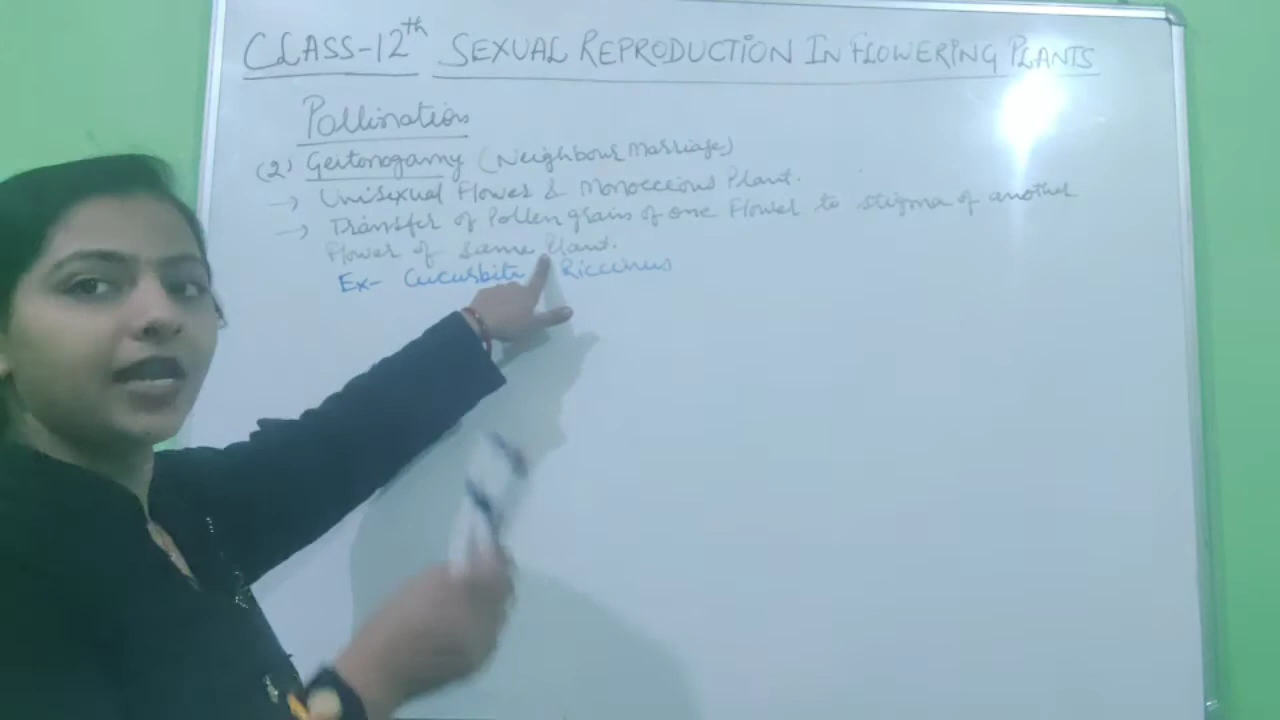 CLASS-12th SEXUAL REPRODUCTION IN FLOWERING PLANTS
Pollination
(2) Geitonogamy (Neighbour Marriage)
→ Unisexual Flower & Monoecious Plant.
→ Transfer of Pollen grains of one Flower to stigma of another
Flower of same Plant.
Ex- Cucurbita Riccinus